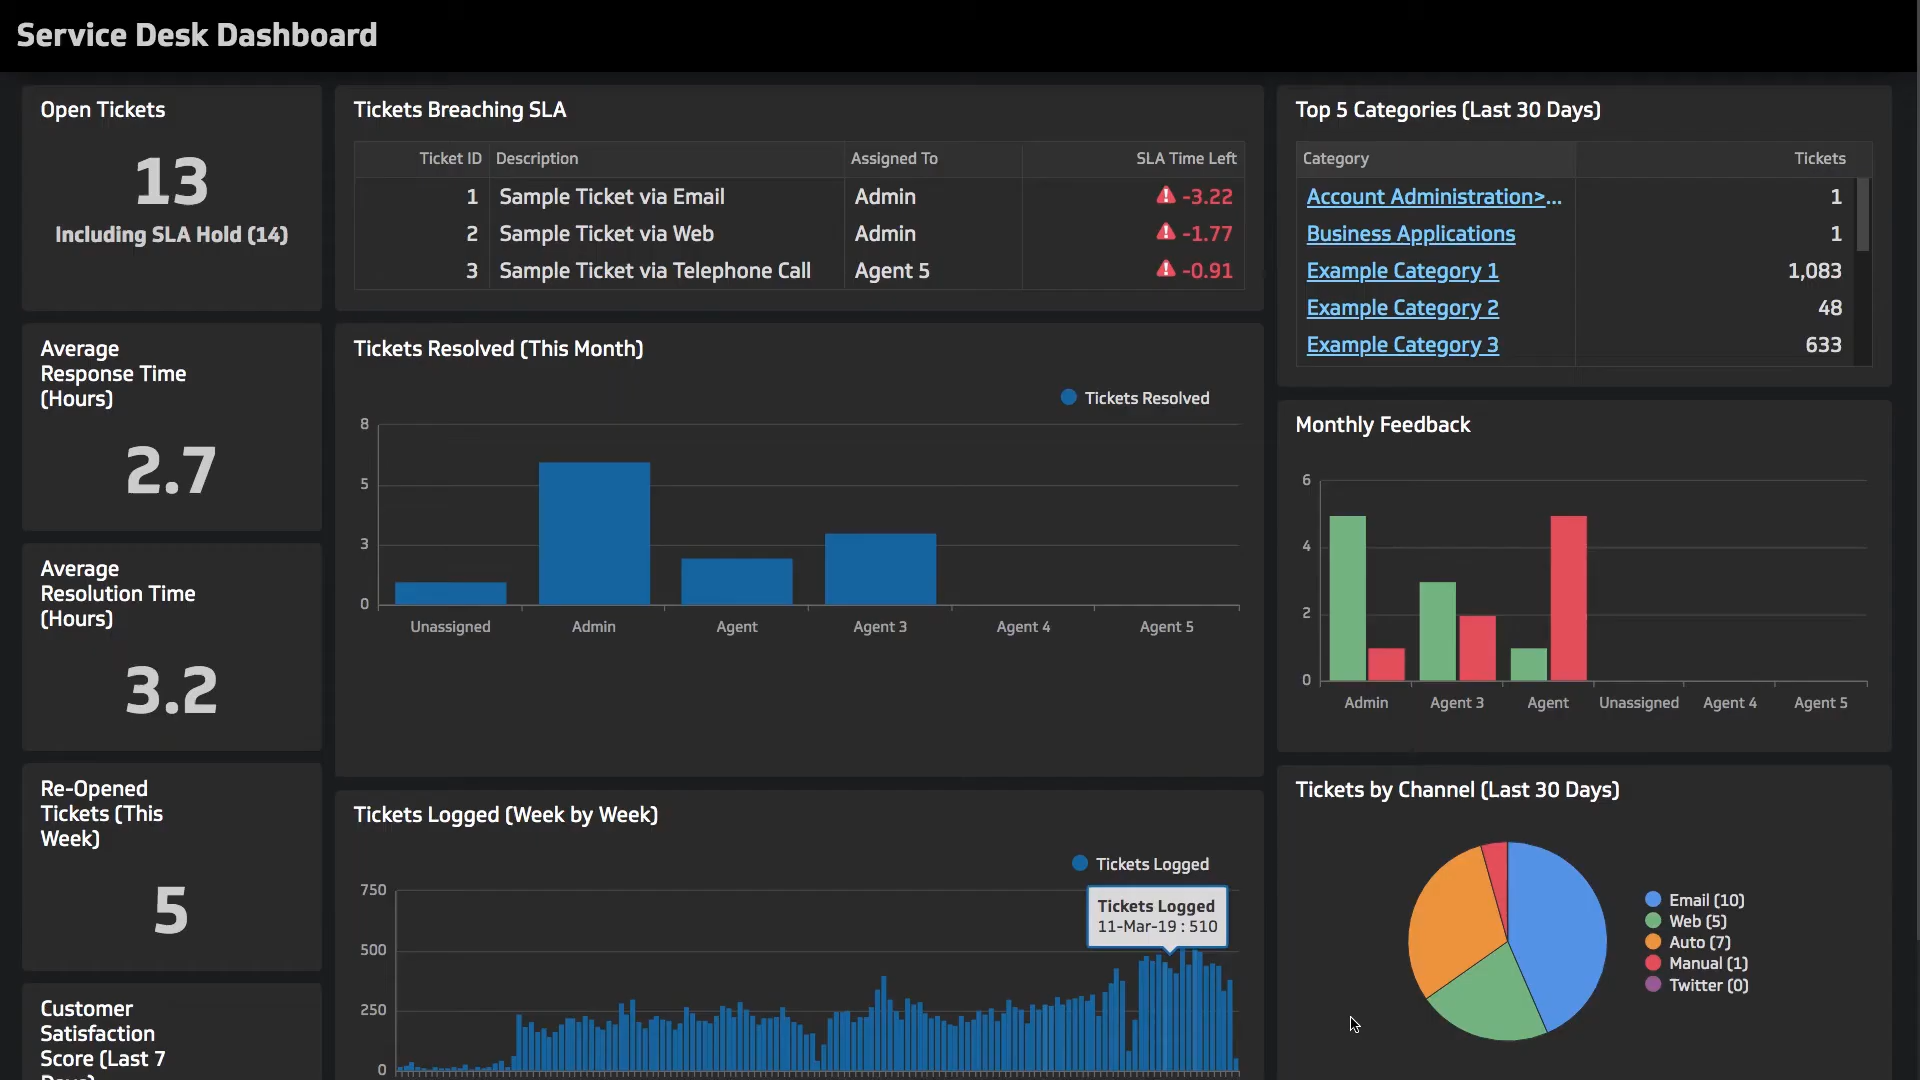 Service Desk Dashboard
Open Tickets
13
Including SLA Hold (14)
Average
Response Time
(Hours)
2.7
Average
Resolution Time
(Hours)
3.2
Re-Opened
Tickets (This
Week)
5
Customer
Satisfaction
Score (Last 7
Tickets Breaching SLA
Ticket ID Description Assigned To SLA Time Left
1 Sample Ticket via Email Admin -3.22
2 Sample Ticket via Web Admin -1.77
3 Sample Ticket via Telephone Call Agent 5 -0.91
Tickets Resolved (This Month)
Tickets Resolved
8
5
3
0
Unassigned Admin Agent Agent 3 Agent 4 Agent 5
Tickets Logged (Week by Week)
Tickets Logged
750
500
250
0
Tickets Logged
11-Mar-19 : 510
Top 5 Categories (Last 30 Days)
Category Tickets
Account Administration>... 1
Business Applications 1
Example Category 1 1,083
Example Category 2 48
Example Category 3 633
Monthly Feedback
6
4
2
0
Admin Agent 3 Agent Unassigned Agent 4 Agent 5
Tickets by Channel (Last 30 Days)
Email (10)
Web (5)
Auto (7)
Manual (1)
Twitter (0)